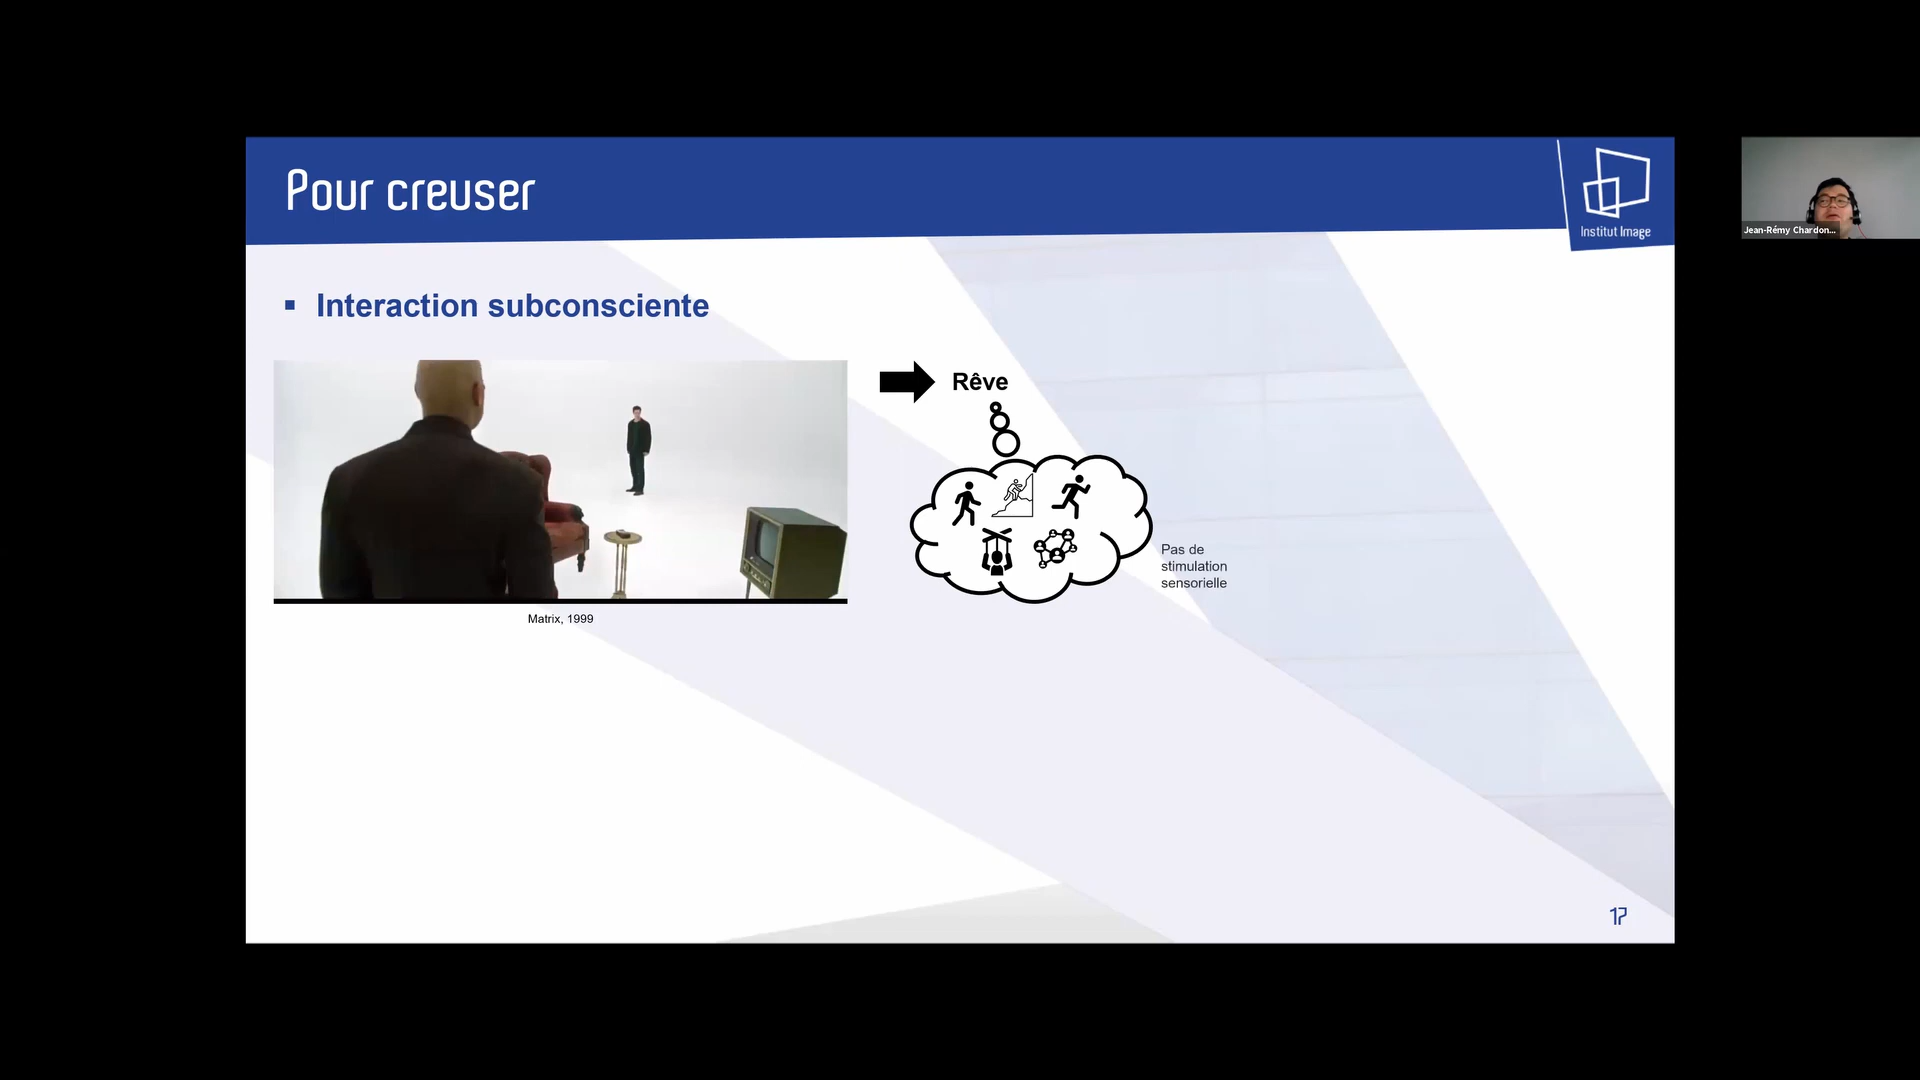 Pour creuser
Institut Image
Interaction subconsciente
Rêve
Pas de
stimulation
sensorielle
Matrix, 1999
17
Jean-Rémy Chardon...